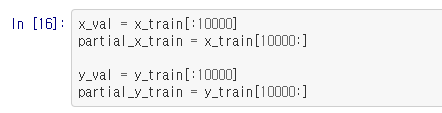 In [16]: x_val = x_train[:10000]
partial_x_train = x_train[10000:]
y_val = y_train[:10000]
partial_y_train = y_train[10000:]